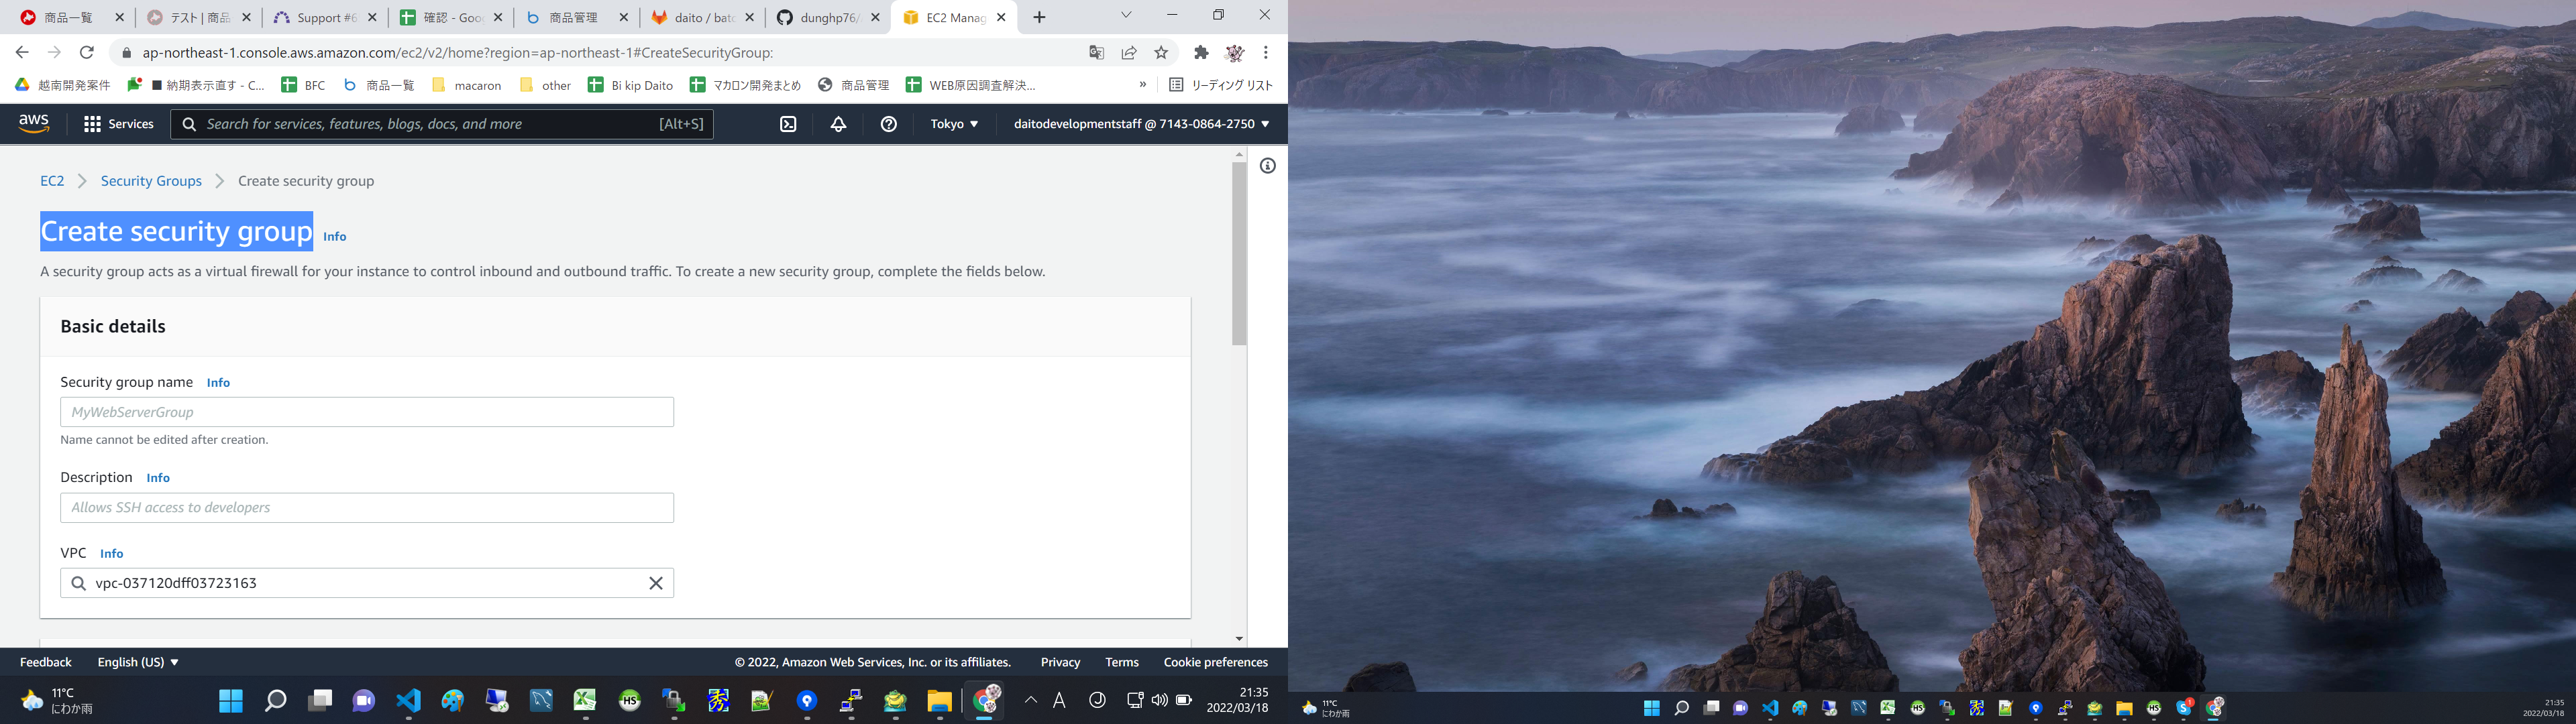 商品一覧
テスト | 商品
Support #6
確認 - Goog
商品管理
daito / batc
dunghp76/
EC2 Manag
ap-northeast-1.console.aws.amazon.com/ec2/v2/home?region=ap-northeast-1#CreateSecurityGroup:
越南開発案件
■ 納期表示直す - C...
BFC
商品一覧
macaron
other
Bi kip Daito
マカロン開発まとめ
商品管理
WEB原因調査解決...
»
リーディング リスト
aws
Services
Search for services, features, blogs, docs, and more
[Alt+S]
Tokyo
daitodevelopmentstaff @ 7143-0864-2750
EC2
Security Groups
Create security group
Create security group Info
A security group acts as a virtual firewall for your instance to control inbound and outbound traffic. To create a new security group, complete the fields below.
Basic details
Security group name Info
MyWebServerGroup
Name cannot be edited after creation.
Description Info
Allows SSH access to developers
VPC Info
vpc-037120dff03723163
Feedback
English (US)
© 2022, Amazon Web Services, Inc. or its affiliates.
Privacy
Terms
Cookie preferences
11°C
にわか雨
HS
秀
A
21:35
2022/03/18
11°C
にわか雨
HS
秀
HS
S
1
21:35
2022/03/18